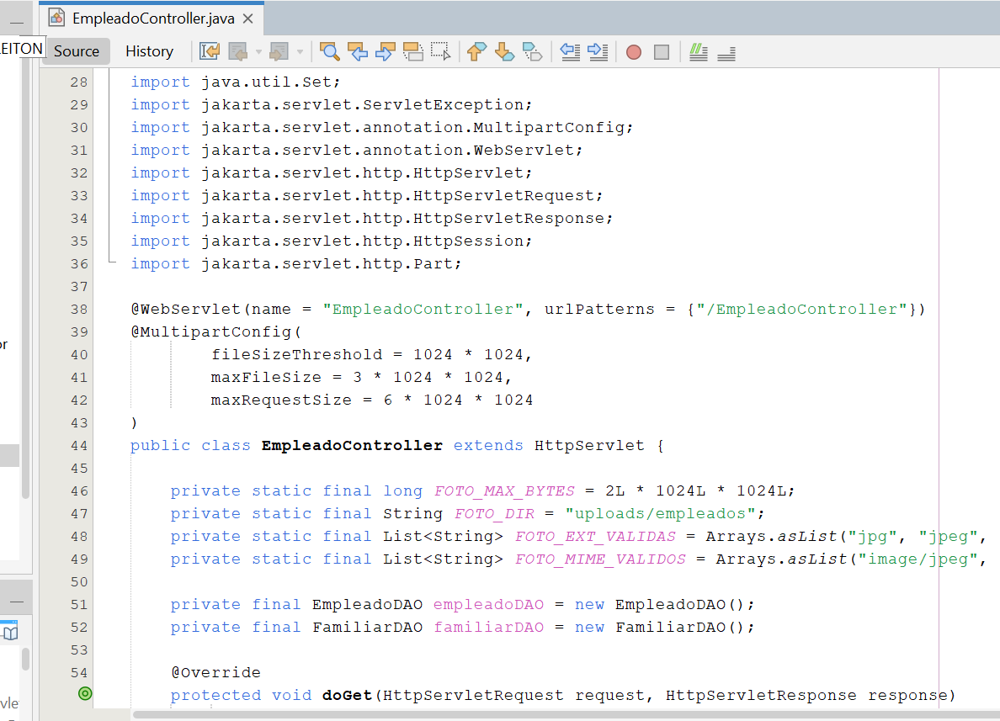 EmpleadoController.java
LEITON
Source History
28 import java.util.Set;
29 import jakarta.servlet.ServletException;
30 import jakarta.servlet.annotation.MultipartConfig;
31 import jakarta.servlet.annotation.WebServlet;
32 import jakarta.servlet.http.HttpServlet;
33 import jakarta.servlet.http.HttpServletRequest;
34 import jakarta.servlet.http.HttpServletResponse;
35 import jakarta.servlet.http.HttpSession;
36 import jakarta.servlet.http.Part;
37
38 @WebServlet(name = "EmpleadoController", urlPatterns = {"/EmpleadoController"})
39 @MultipartConfig(
or
40 fileSizeThreshold = 1024 * 1024,
41 maxFileSize = 3 * 1024 * 1024,
42 maxRequestSize = 6 * 1024 * 1024
43 )
44 public class EmpleadoController extends HttpServlet {
45
46 private static final long FOTO_MAX_BYTES = 2L * 1024L * 1024L;
47 private static final String FOTO_DIR = "uploads/empleados";
48 private static final List<String> FOTO_EXT_VALIDAS = Arrays.asList("jpg", "jpeg",
49 private static final List<String> FOTO_MIME_VALIDOS = Arrays.asList("image/jpeg",
50
51 private final EmpleadoDAO empleadoDAO = new EmpleadoDAO();
52 private final FamiliarDAO familiarDAO = new FamiliarDAO();
53
54 @Override
protected void doGet(HttpServletRequest request, HttpServletResponse response)
vle